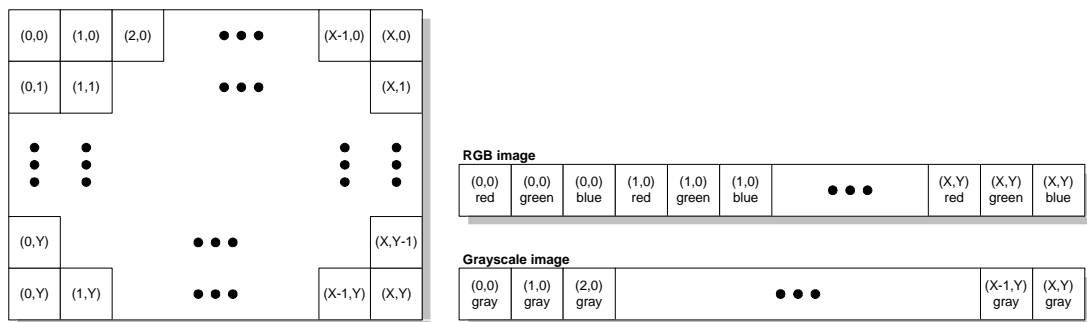 (0,0) (1,0) (2,0) (X-1,0) (X,0)
(0,1) (1,1) (X,1)
(0,Y) (X,Y-1)
(0,Y) (1,Y) (X-1,Y) (X,Y)
RGB image
(0,0) (0,0) (0,0) (1,0) (1,0) (1,0) (X,Y) (X,Y) (X,Y)
red green blue red green blue red green blue
Grayscale image
(0,0) (1,0) (2,0) (X-1,Y) (X,Y)
gray gray gray gray gray